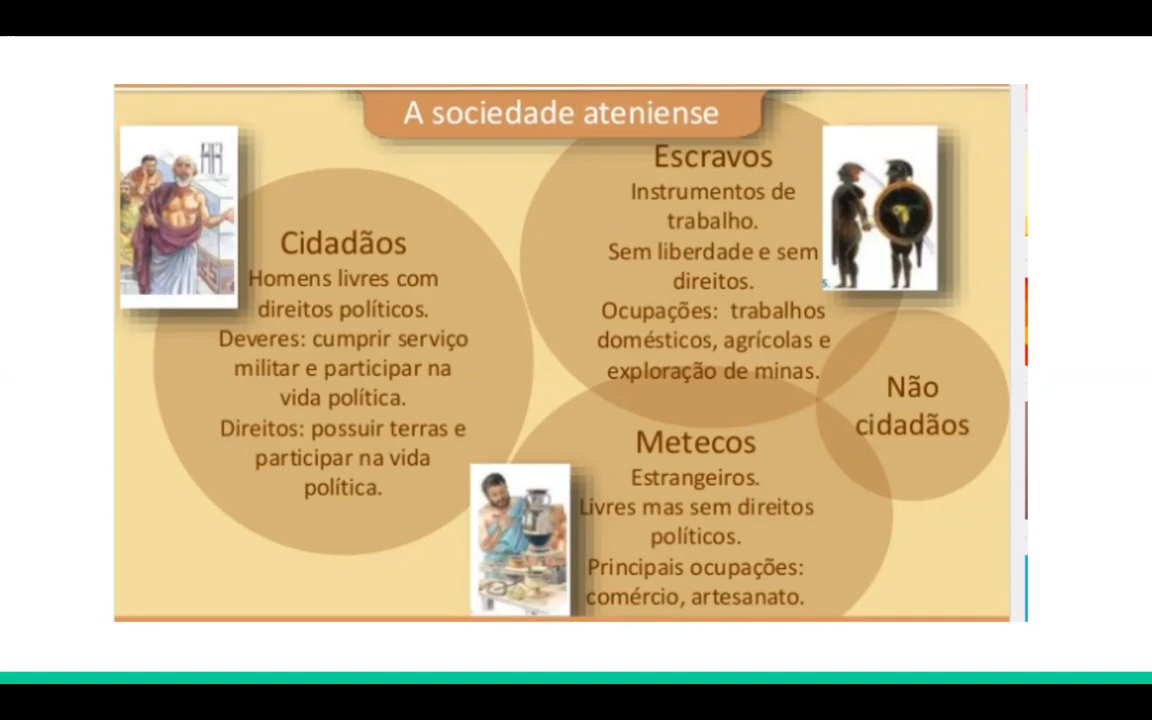 A sociedade ateniense
Cidadãos
Homens livres com
direitos políticos.
Deveres: cumprir serviço
militar e participar na
vida política.
Direitos: possuir terras e
participar na vida
política.
Escravos
Instrumentos de
trabalho.
Sem liberdade e sem
direitos.
Ocupações: trabalhos
domésticos, agrícolas e
exploração de minas.
Metecos
Estrangeiros.
Livres mas sem direitos
políticos.
Principais ocupações:
comércio, artesanato.
Não
cidadãos